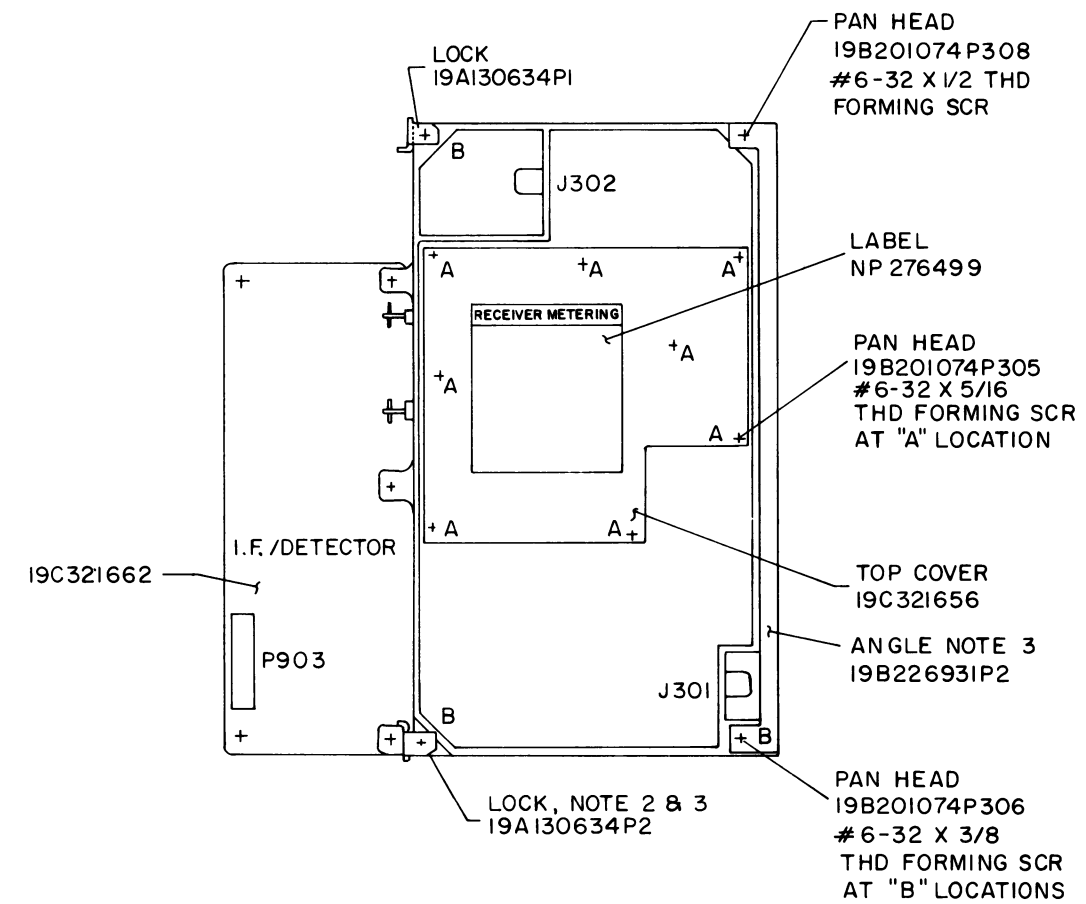 PAN HEAD
19B201074P308
#6-32 X 1/2 THD
FORMING SCR
LOCK
19A130634P1
B
J302
LABEL
NP 276499
A
A
A
RECEIVER METERING
A
A
PAN HEAD
19B201074P305
#6-32 X 5/16
THD FORMING SCR
AT "A" LOCATION
A
A
A
I.F./DETECTOR
19C321662
TOP COVER
19C321656
P903
ANGLE NOTE 3
19B226931P2
J301
B
B
LOCK, NOTE 2 & 3
19A130634P2
PAN HEAD
19B201074P306
#6-32 X 3/8
THD FORMING SCR
AT "B" LOCATIONS